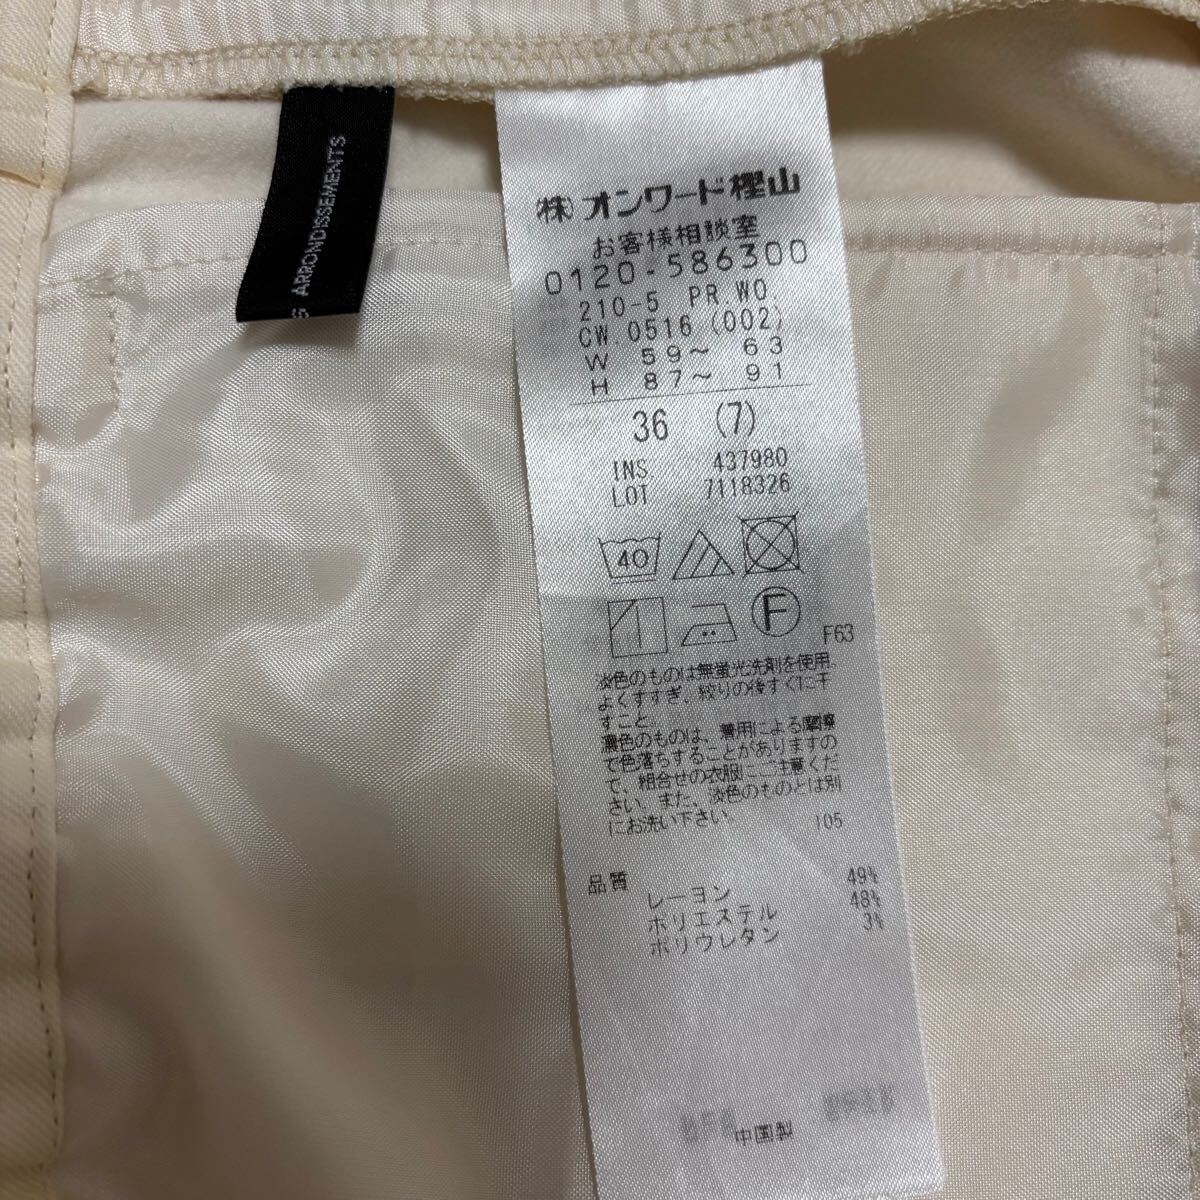 S ARRONDISSEMENTS
㈱オンワード樫山
お客様相談室
0120-586300
210-5 PR.WO.
CW.0516 (002)
W 59～ 63
H 87～ 91
36 (7)
INS 437980
LOT 7118326
40
F
F63
淡色のものは無蛍光洗剤を使用.
よくすすぎ、絞りの後すぐに干
すこと.
濃色のものは、着用による摩擦
で色落ちすることがありますの
で、組合せの衣服にご注意くだ
さい. また、淡色のものとは別
にお洗い下さい.
105
品質
レーヨン 49%
ポリエステル 48%
ポリウレタン 3%
中国製